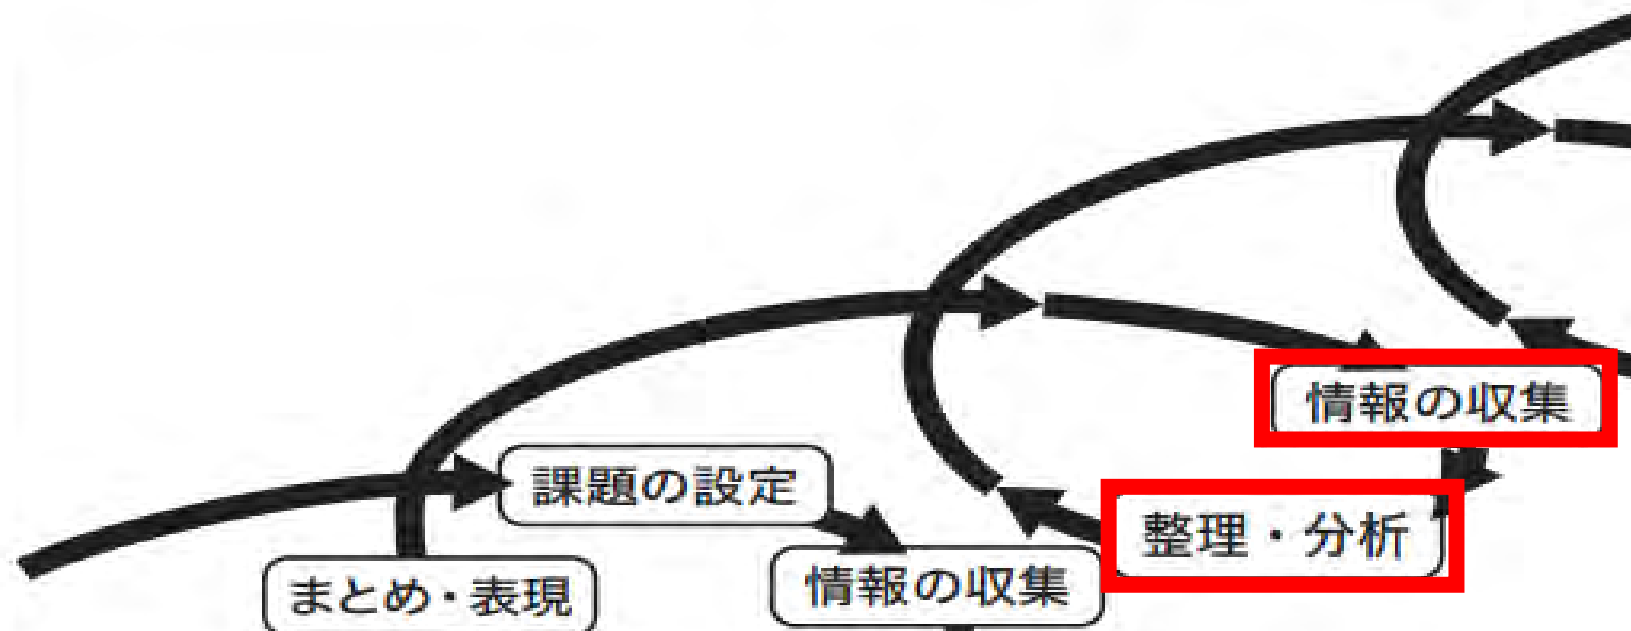 情報の収集
課題の設定
整理・分析
まとめ・表現
情報の収集